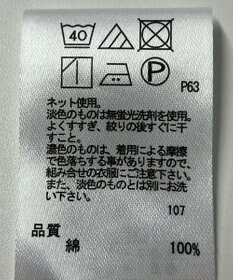 40
P
P63
ネット使用。
淡色のものは無蛍光洗剤を使用。
よくすすぎ、絞りの後すぐに干
すこと。
濃色のものは、着用による摩擦
で色落ちする事がありますので、
組み合せの衣服にご注意下さい。
また、淡色のものとは別にお洗
い下さい。
107
品質
綿 100%